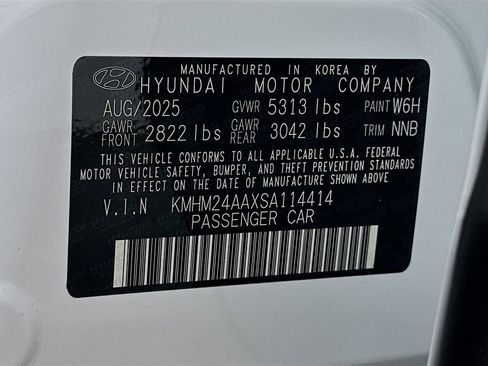 MANUFACTURED IN KOREA BY
HYUNDAI MOTOR COMPANY
AUG/2025 GVWR 5313 lbs PAINT W6H
GAWR FRONT 2822 lbs GAWR REAR 3042 lbs TRIM NNB
THIS VEHICLE CONFORMS TO ALL APPLICABLE U.S.A. FEDERAL
MOTOR VEHICLE SAFETY, BUMPER, AND THEFT PREVENTION STANDARDS
IN EFFECT ON THE DATE OF MANUFACTURE SHOWN ABOVE.
V.I.N KMHM24AAXSA114414
PASSENGER CAR